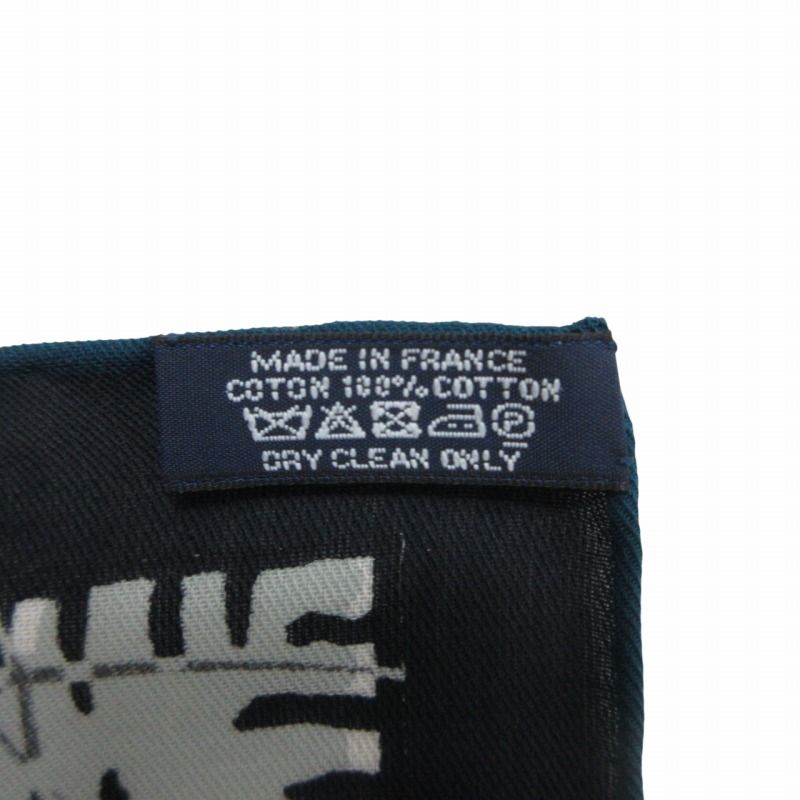 MADE IN FRANCE
COTON 100% COTTON
P
DRY CLEAN ONLY